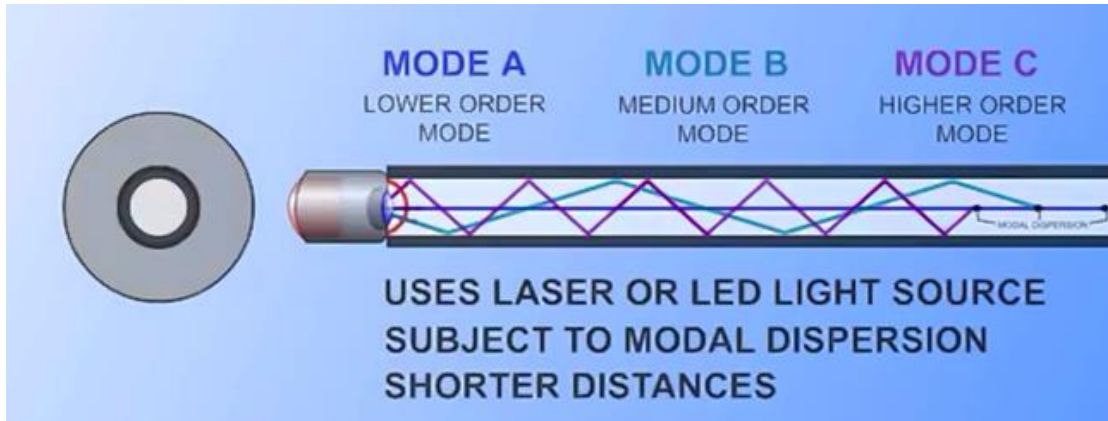 MODE A
LOWER ORDER
MODE
MODE B
MEDIUM ORDER
MODE
MODE C
HIGHER ORDER
MODE
MODAL DISPERSION
USES LASER OR LED LIGHT SOURCE
SUBJECT TO MODAL DISPERSION
SHORTER DISTANCES